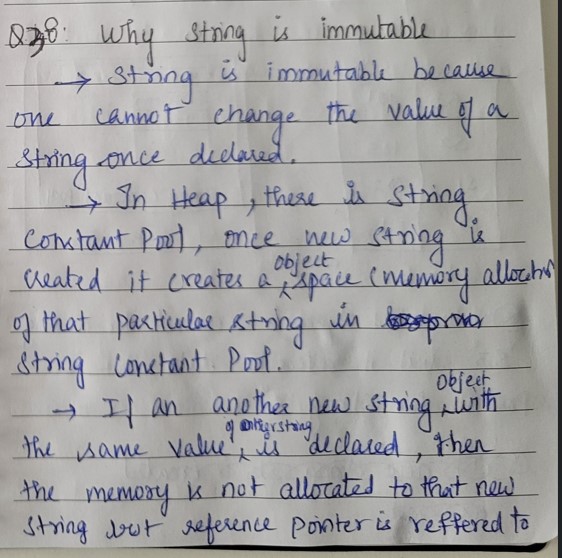 Q38: Why string is immutable
→ String is immutable because
one cannot change the value of a
string once declared.
→ In Heap, there is string
constant Pool, once new string is
created it creates a object space (memory allocatn
of that particular string in
string constant Pool.
→ If an another new string object with
the same value of string is declared, then
the memory is not allocated to that new
string but reference pointer is reffered to